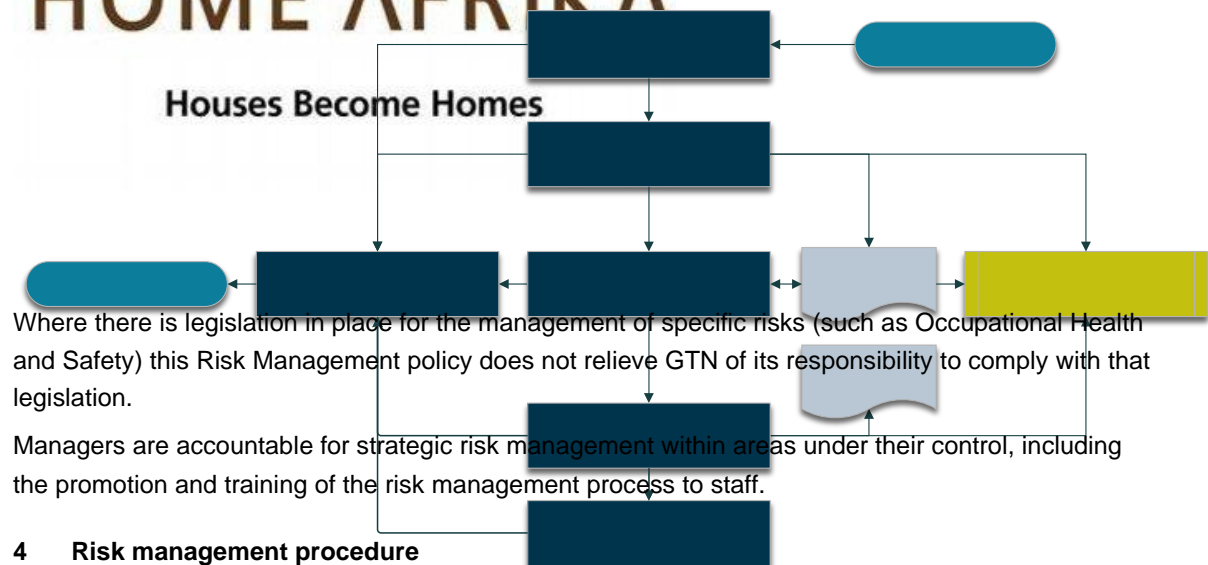 HOME AFRIKA
Houses Become Homes
Where there is legislation in place for the management of specific risks (such as Occupational Health
and Safety) this Risk Management policy does not relieve GTN of its responsibility to comply with that
legislation.
Managers are accountable for strategic risk management within areas under their control, including
the promotion and training of the risk management process to staff.
4 Risk management procedure